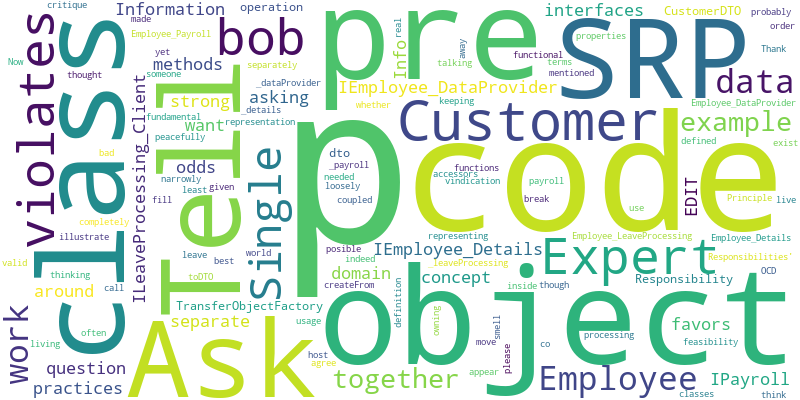 critique made Information operation
Employee_Payroll
yet probably order
Now already thought someone separately
bob
pre
SRP
interfaces CustomerDTO
real Info functional properties
talking terms Thank
mentioned away
violates
class
methods
_dataProvider
IEmployee_DataProvider
data
Employee_DataProvider
strong asking _details whether keeping
ILeaveProcessing_Client
fundamental representation
want
Tell
Customer
example
peacefully
defined exist
odds
Single
dto
_payroll
functions
accessors
vindication
narrowly
least given needed
loosely
coupled
p
code
payroll
break
use
EDIT
Principle
live
bad
completely
illustrate
fill
representing
Employee_LeaveProcessing
Employee_Details
valid
thinking
leave
best world
posible
indeed
IEmployee_Details
Expert
Responsibilities"
call toDTO
domain
_leaveProcessing
concept
inside though
Responsibility OCD
often
around
TransferObjectFactory
createFrom
work
living
separate
usage
definition
owning
object
smell
co processing
favors feasibility
question
Ask
host
agree
together
move
please
appear
Employee
IPayroll
practices
classes think